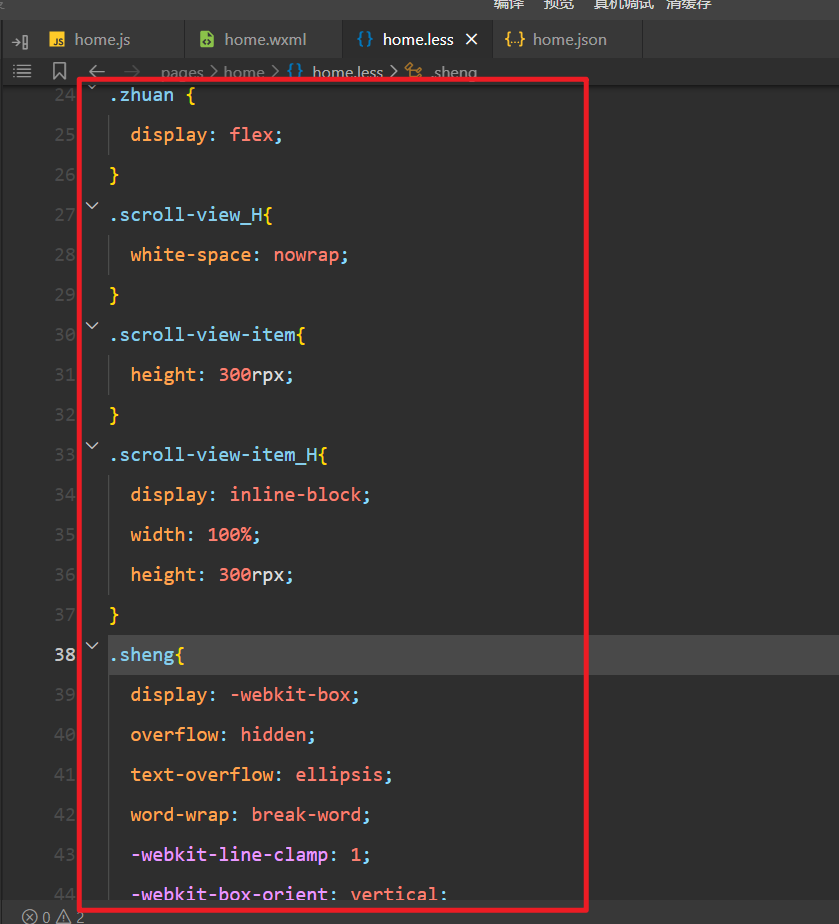 编译 预览 真机调试 清缓存
JS home.js home.wxml {} home.less × {..} home.json
pages > home > {} home.less > .sheng
24 .zhuan {
25 display: flex;
26 }
27 .scroll-view_H{
28 white-space: nowrap;
29 }
30 .scroll-view-item{
31 height: 300rpx;
32 }
33 .scroll-view-item_H{
34 display: inline-block;
35 width: 100%;
36 height: 300rpx;
37 }
38 .sheng{
39 display: -webkit-box;
40 overflow: hidden;
41 text-overflow: ellipsis;
42 word-wrap: break-word;
43 -webkit-line-clamp: 1;
44 -webkit-box-orient: vertical;
0 2